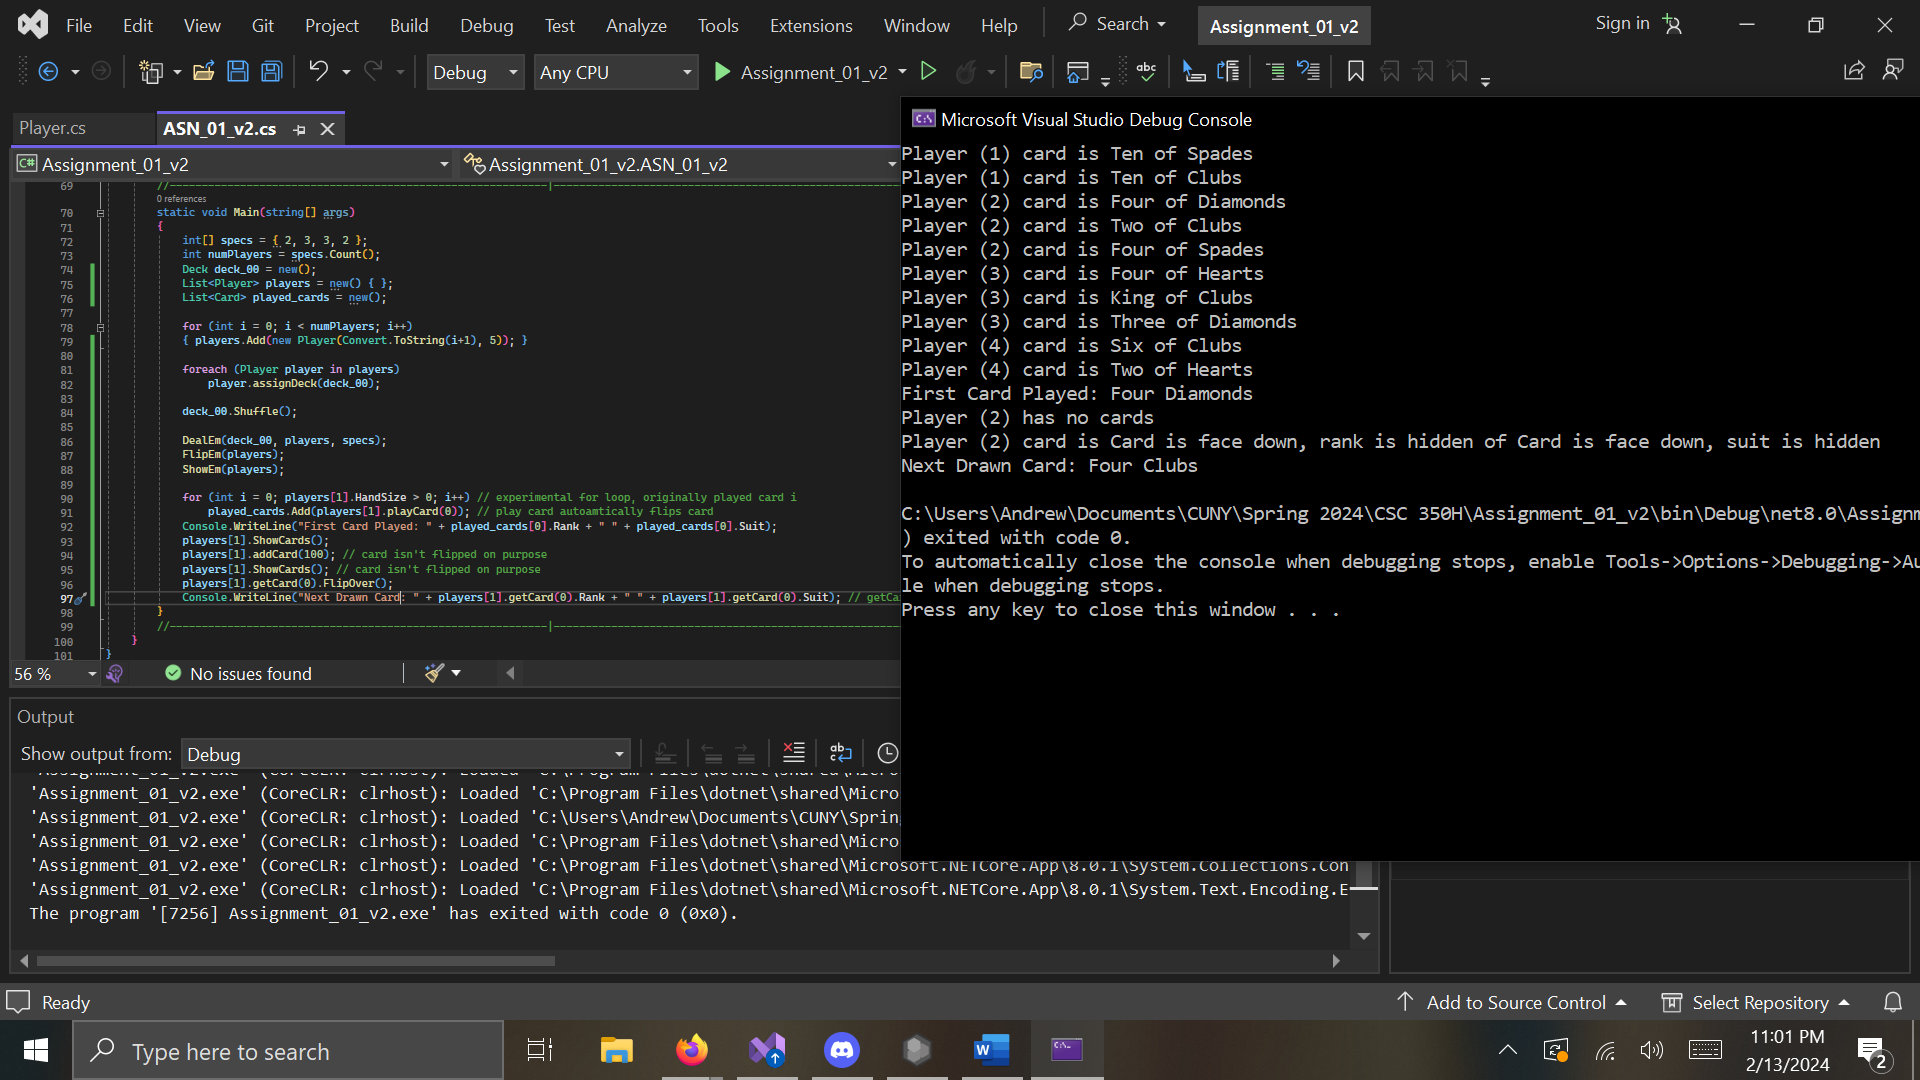 File Edit View Git Project Build Debug Test Analyze Tools Extensions Window Help Search Assignment_01_v2 Sign in
Debug Any CPU Assignment_01_v2
Player.cs ASN_01_v2.cs
C# Assignment_01_v2 Assignment_01_v2.ASN_01_v2
69 //
0 references
70 static void Main(string[] args)
71 {
72 int[] specs = { 2, 3, 3, 2 };
73 int numPlayers = specs.Count();
74 Deck deck_00 = new();
75 List<Player> players = new() { };
76 List<Card> played_cards = new();
77
78 for (int i = 0; i < numPlayers; i++)
79 { players.Add(new Player(Convert.ToString(i+1), 5)); }
80
81 foreach (Player player in players)
82 player.assignDeck(deck_00);
83
84 deck_00.Shuffle();
85
86 DealEm(deck_00, players, specs);
87 FlipEm(players);
88 ShowEm(players);
89
90 for (int i = 0; players[1].HandSize > 0; i++) // experimental for loop, originally played card i
91 played_cards.Add(players[1].playCard(0)); // play card autoamtically flips card
92 Console.WriteLine("First Card Played: " + played_cards[0].Rank + " " + played_cards[0].Suit);
93 players[1].ShowCards();
94 players[1].addCard(100); // card isn't flipped on purpose
95 players[1].ShowCards(); // card isn't flipped on purpose
96 players[1].getCard(0).FlipOver();
97 Console.WriteLine("Next Drawn Card: " + players[1].getCard(0).Rank + " " + players[1].getCard(0).Suit); // getCa
98 }
99 //
100 }
101 }
56 % No issues found
Microsoft Visual Studio Debug Console
Player (1) card is Ten of Spades
Player (1) card is Ten of Clubs
Player (2) card is Four of Diamonds
Player (2) card is Two of Clubs
Player (2) card is Four of Spades
Player (3) card is Four of Hearts
Player (3) card is King of Clubs
Player (3) card is Three of Diamonds
Player (4) card is Six of Clubs
Player (4) card is Two of Hearts
First Card Played: Four Diamonds
Player (2) has no cards
Player (2) card is Card is face down, rank is hidden of Card is face down, suit is hidden
Next Drawn Card: Four Clubs
C:\Users\Andrew\Documents\CUNY\Spring 2024\CSC 350H\Assignment_01_v2\bin\Debug\net8.0\Assignm
) exited with code 0.
To automatically close the console when debugging stops, enable Tools->Options->Debugging->Au
le when debugging stops.
Press any key to close this window . . .
Output
Show output from: Debug
'Assignment_01_v2.exe' (CoreCLR: clrhost): Loaded 'C:\Program Files\dotnet\shared\Micro
'Assignment_01_v2.exe' (CoreCLR: clrhost): Loaded 'C:\Program Files\dotnet\shared\Micro
'Assignment_01_v2.exe' (CoreCLR: clrhost): Loaded 'C:\Users\Andrew\Documents\CUNY\Sprin
'Assignment_01_v2.exe' (CoreCLR: clrhost): Loaded 'C:\Program Files\dotnet\shared\Micro
'Assignment_01_v2.exe' (CoreCLR: clrhost): Loaded 'C:\Program Files\dotnet\shared\Microsoft.NETCore.App\8.0.1\System.Collections.Con
'Assignment_01_v2.exe' (CoreCLR: clrhost): Loaded 'C:\Program Files\dotnet\shared\Microsoft.NETCore.App\8.0.1\System.Text.Encoding.E
The program '[7256] Assignment_01_v2.exe' has exited with code 0 (0x0).
Ready Add to Source Control Select Repository
Type here to search
11:01 PM
2/13/2024
2